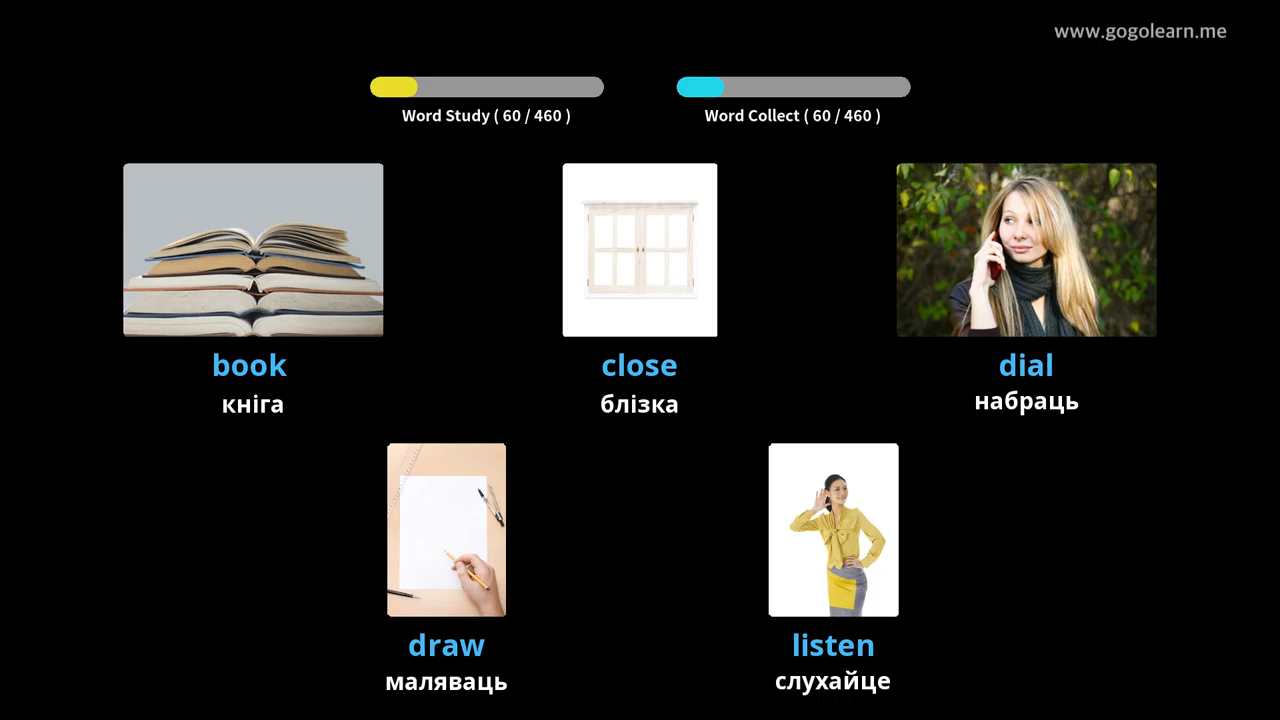 www.gogolearn.me
Word Study ( 60 / 460 )
Word Collect ( 60 / 460 )
book
кніга
close
блізка
dial
набраць
draw
маляваць
listen
слухайце